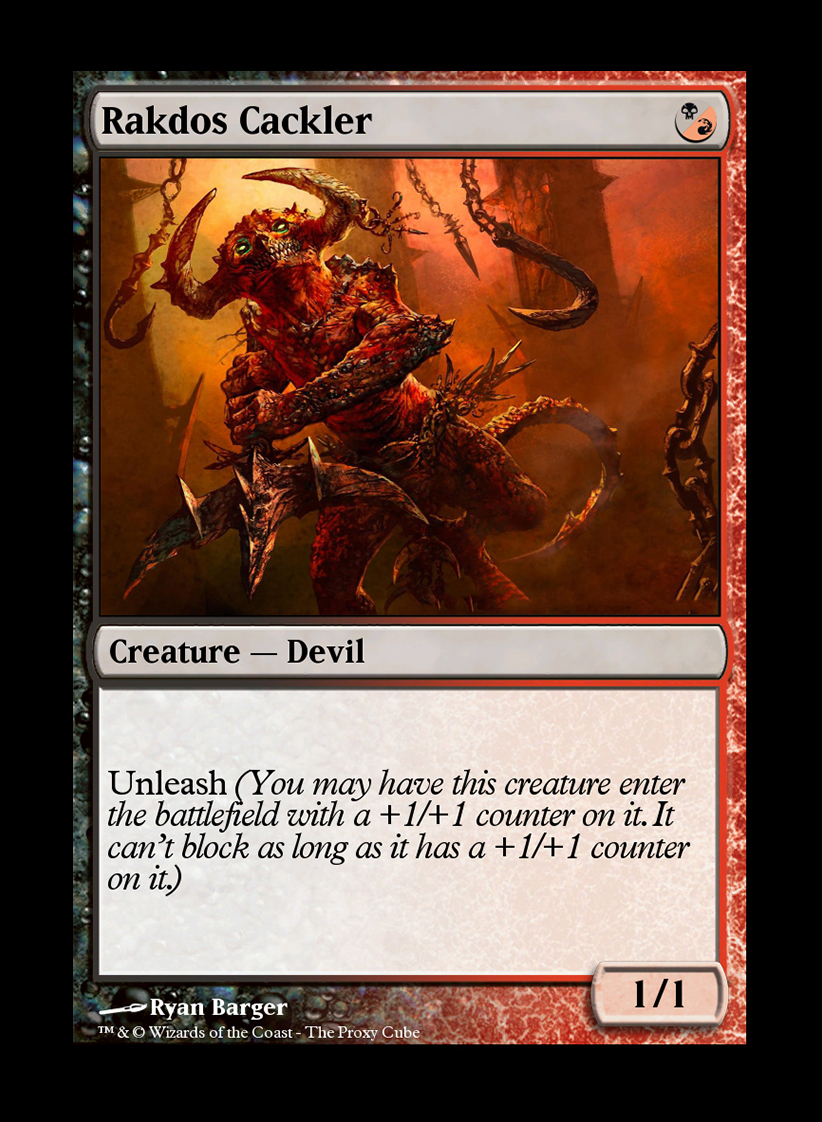 Rakdos Cackler
Creature — Devil
Unleash (You may have this creature enter
the battlefield with a +1/+1 counter on it. It
can't block as long as it has a +1/+1 counter
on it.)
1/1
Ryan Barger
™ & © Wizards of the Coast - The Proxy Cube